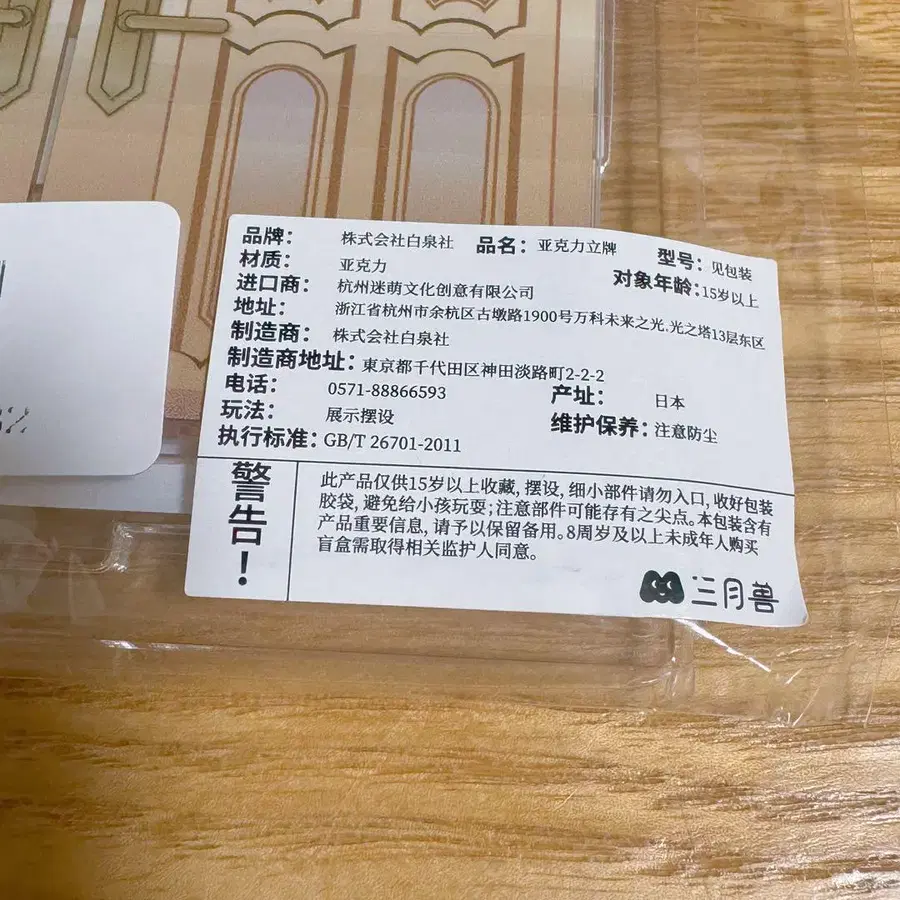 品牌： 株式会社白泉社 品名：亚克力立牌 型号：见包装
材质： 亚克力 对象年龄：15岁以上
进口商： 杭州迷萌文化创意有限公司
地址： 浙江省杭州市余杭区古墩路1900号万科未来之光.光之塔13层东区
制造商： 株式会社白泉社
制造商地址：東京都千代田区神田淡路町2-2-2
电话： 0571-88866593 产址： 日本
玩法： 展示摆设 维护保养：注意防尘
执行标准：GB/T 26701-2011
警告！
此产品仅供15岁以上收藏, 摆设, 细小部件请勿入口, 收好包装
胶袋, 避免给小孩玩耍; 注意部件可能存有之尖点。本包装含有
产品重要信息, 请予以保留备用。8周岁及以上未成年人购买
盲盒需取得相关监护人同意。
三月兽